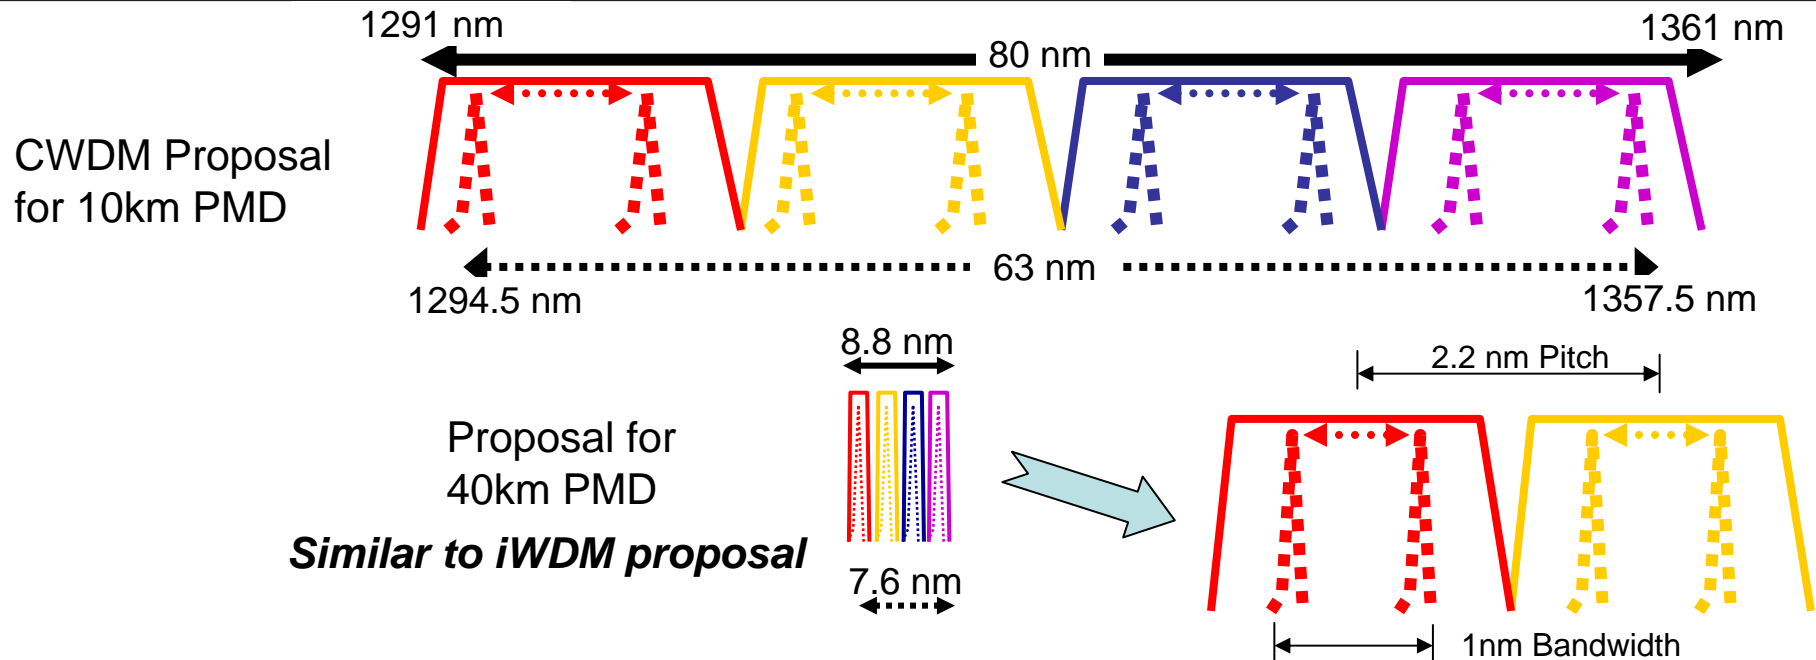 1291 nm
1361 nm
80 nm
CWDM Proposal
for 10km PMD
63 nm
1294.5 nm
1357.5 nm
8.8 nm
2.2 nm Pitch
Proposal for
40km PMD
Similar to iWDM proposal
7.6 nm
1nm Bandwidth